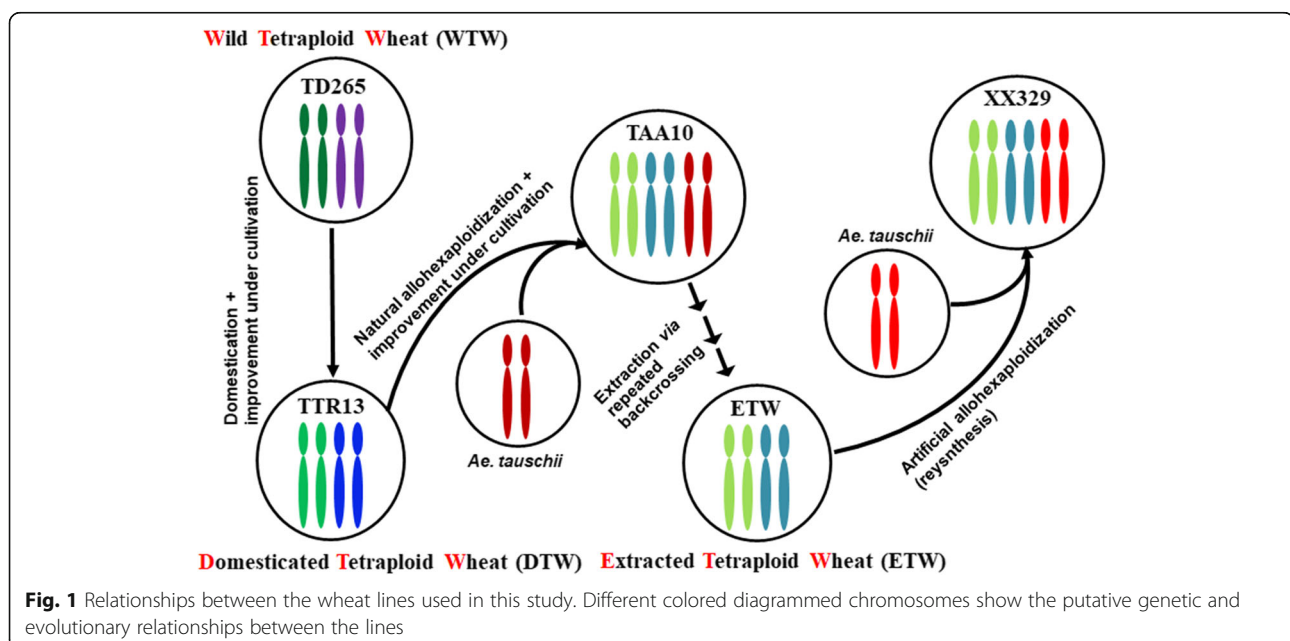 Wild Tetraploid Wheat (WTW)
TD265
Domestication +
improvement under cultivation
TTR13
Domesticated Tetraploid Wheat (DTW)
Natural allohexaploidization +
improvement under cultivation
Ae. tauschii
TAA10
Extraction via
repeated
backcrossing
ETW
Extracted Tetraploid Wheat (ETW)
Ae. tauschii
Artificial allohexaploidization
(reysnthesis)
XX329
Fig. 1 Relationships between the wheat lines used in this study. Different colored diagrammed chromosomes show the putative genetic and
evolutionary relationships between the lines